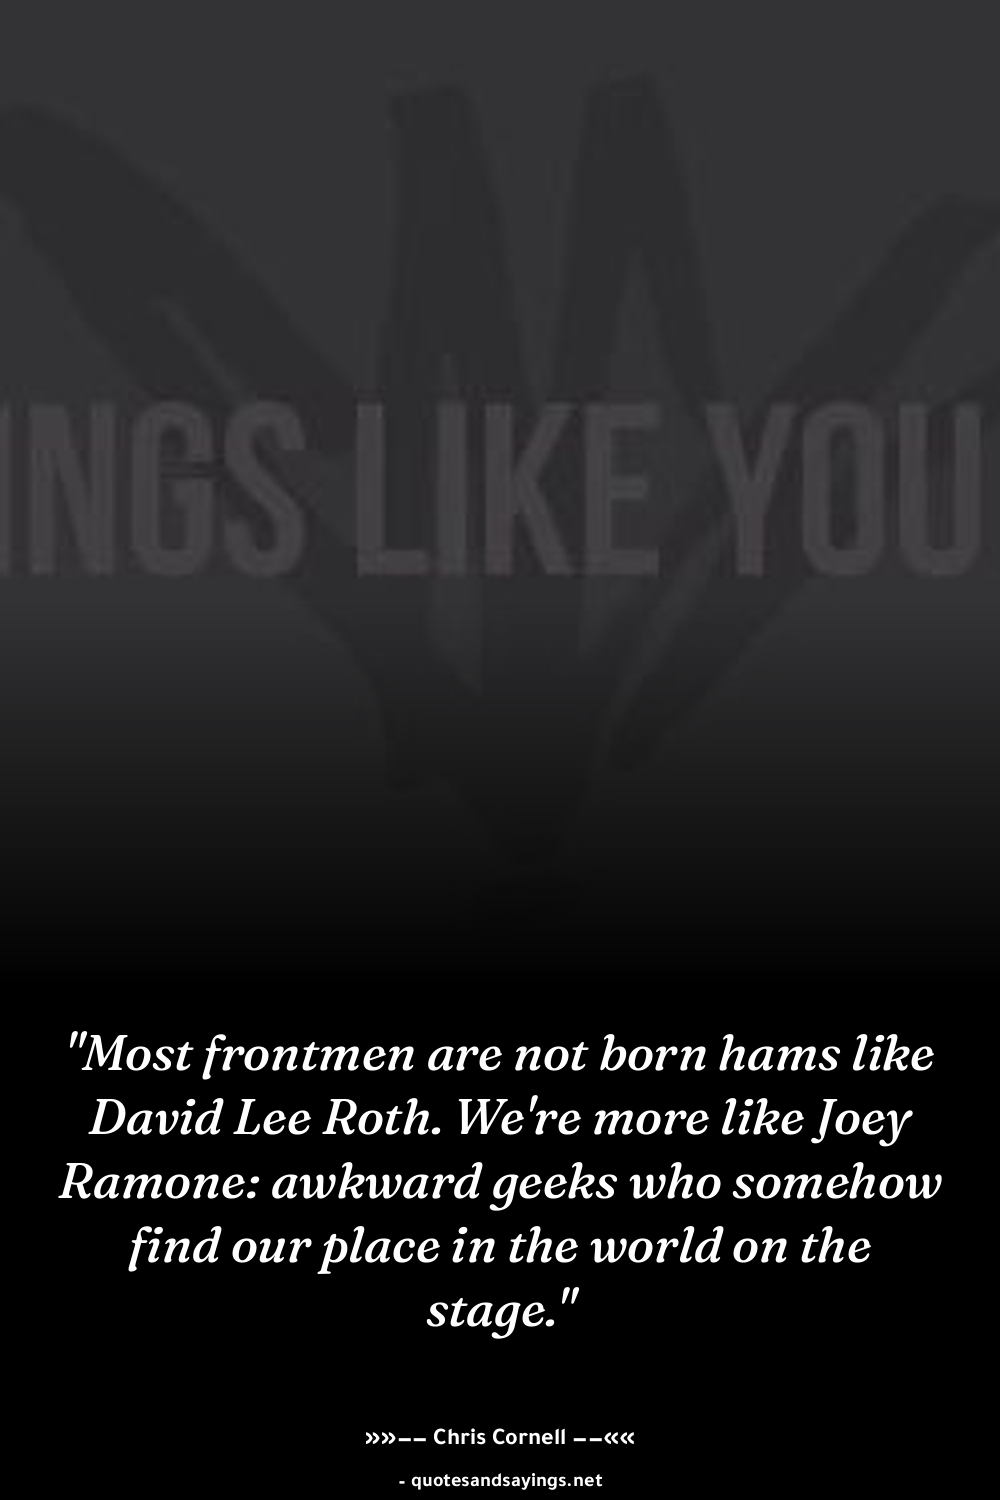 INGS LIKE YOU
"Most frontmen are not born hams like
David Lee Roth. We're more like Joey
Ramone: awkward geeks who somehow
find our place in the world on the
stage."
»»–– Chris Cornell ––««
- quotesandsayings.net